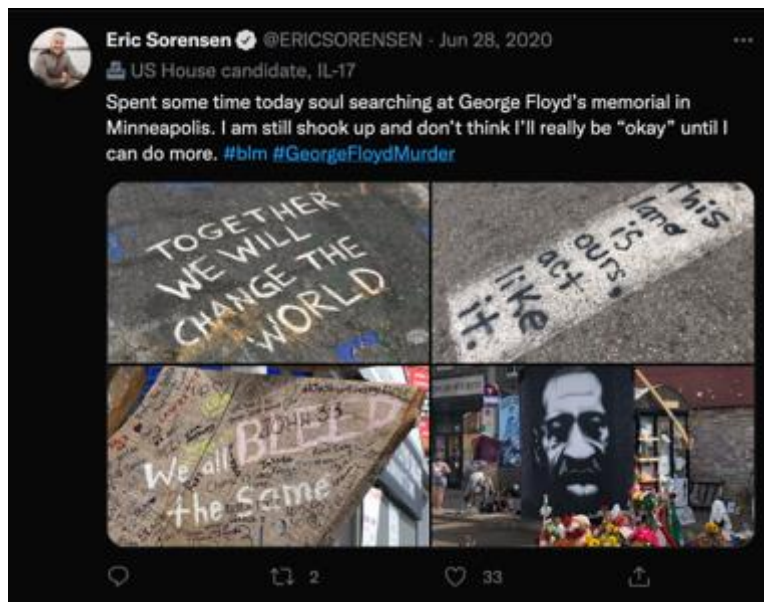 Eric Sorensen @ERICSORENSEN · Jun 28, 2020
US House candidate, IL-17
Spent some time today soul searching at George Floyd's memorial in
Minneapolis. I am still shook up and don't think I'll really be “okay” until I
can do more. #blm #GeorgeFloydMurder
TOGETHER
WE WILL
CHANGE THE
WORLD
This
land
is
ours.
act
like
it.
JOHN
We all BLEED
the Same
2
33